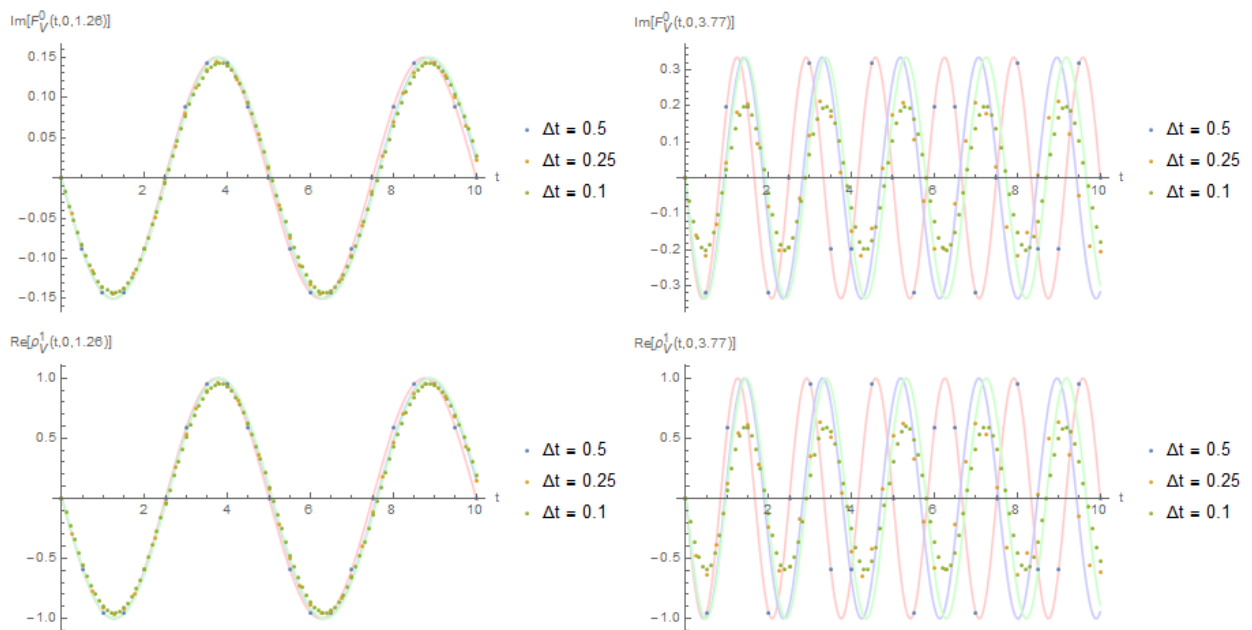 Im[F_V^0(t,0,1.26)]
0.15
0.10
0.05
-0.05
-0.10
-0.15
2 4 6 8 10 t
Δt = 0.5
Δt = 0.25
Δt = 0.1
Im[F_V^0(t,0,3.77)]
0.3
0.2
0.1
-0.1
-0.2
-0.3
2 4 6 8 10 t
Δt = 0.5
Δt = 0.25
Δt = 0.1
Re[ρ_V^1(t,0,1.26)]
1.0
0.5
-0.5
-1.0
2 4 6 8 10 t
Δt = 0.5
Δt = 0.25
Δt = 0.1
Re[ρ_V^1(t,0,3.77)]
1.0
0.5
-0.5
-1.0
2 4 6 8 10 t
Δt = 0.5
Δt = 0.25
Δt = 0.1